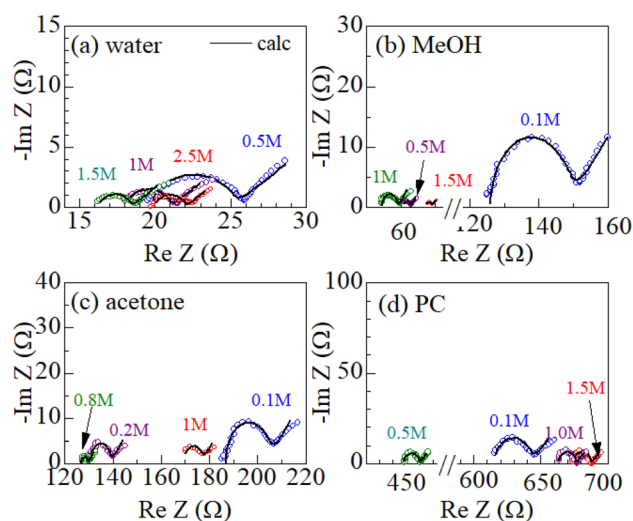 (a) water
calc
1.5M
1M
2.5M
0.5M
-Im Z (Ω)
15
10
5
0
15
20
25
30
Re Z (Ω)
(b) MeOH
0.1M
0.5M
1M
1.5M
-Im Z (Ω)
30
20
10
0
60
120
140
160
Re Z (Ω)
(c) acetone
0.8M
0.2M
1M
0.1M
-Im Z (Ω)
40
30
20
10
0
120
140
160
180
200
220
Re Z (Ω)
(d) PC
1.5M
0.1M
1.0M
0.5M
-Im Z (Ω)
100
50
0
450
600
650
700
Re Z (Ω)